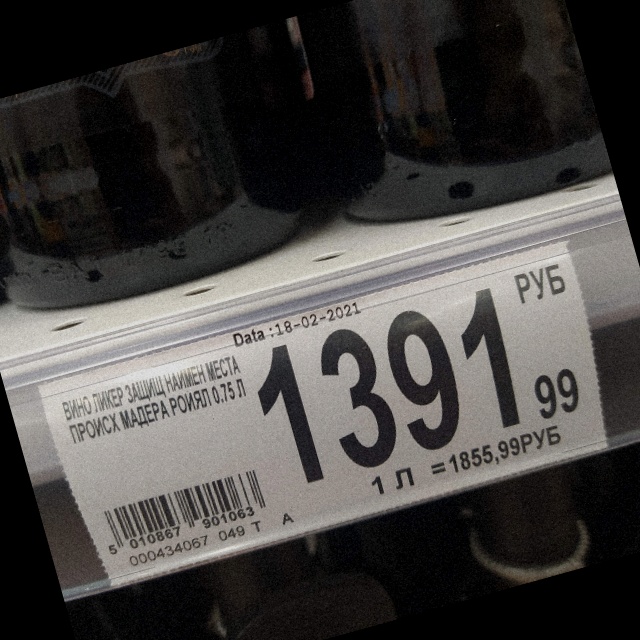 Data :18-02-2021
ВИНО ЛИКЕР ЗАЩИЩ НАИМЕН МЕСТА
ПРОИСХ МАДЕРА РОИЯЛ 0,75 Л
1391 РУБ
99
1 Л =1855,99РУБ
5 601867 901063
000434067 049 Т А